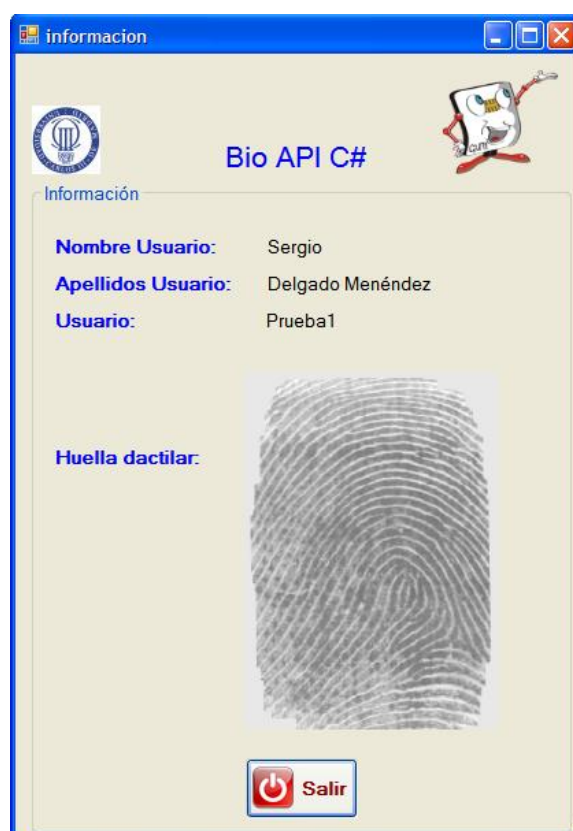 informacion
Bio API C#
Información
Nombre Usuario: Sergio
Apellidos Usuario: Delgado Menéndez
Usuario: Prueba1
Huella dactilar:
Salir